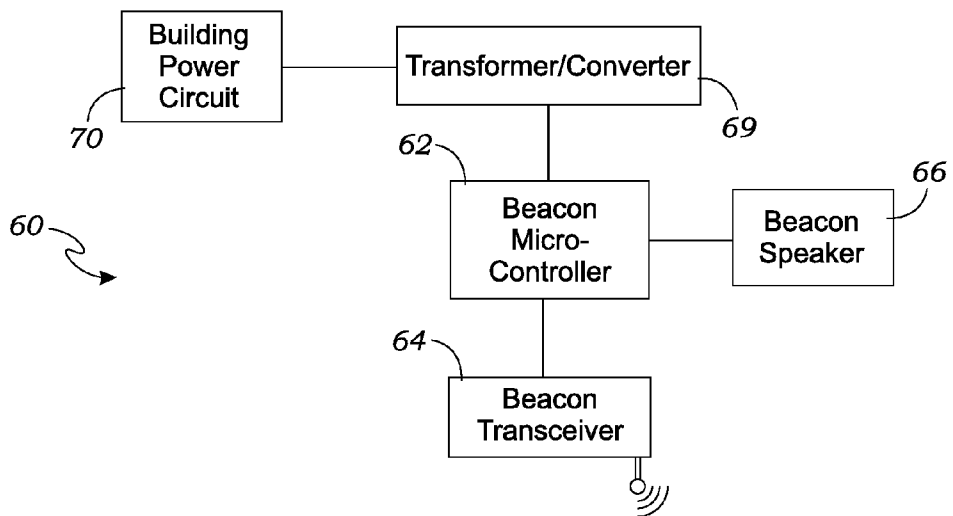 Building
Power
Circuit
70
Transformer/Converter
69
62
Beacon
Micro-
Controller
66
Beacon
Speaker
60
64
Beacon
Transceiver